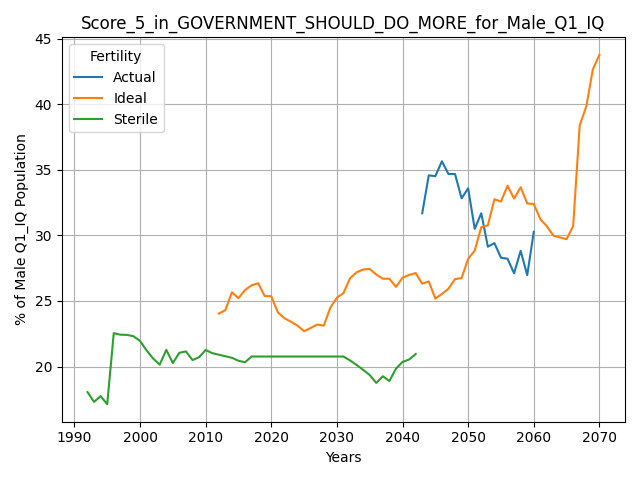 Score_5_in_GOVERNMENT_SHOULD_DO_MORE_for_Male_Q1_IQ
Fertility
Actual
Ideal
Sterile
% of Male Q1_IQ Population
45
40
35
30
25
20
1990 2000 2010 2020 2030 2040 2050 2060 2070
Years